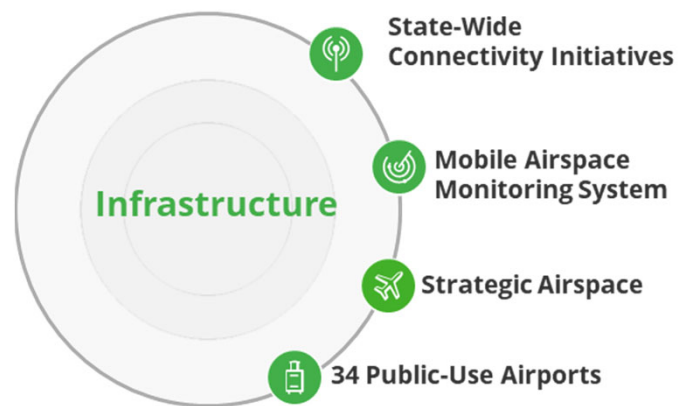 State-Wide
Connectivity Initiatives
Mobile Airspace
Monitoring System
Infrastructure
Strategic Airspace
34 Public-Use Airports